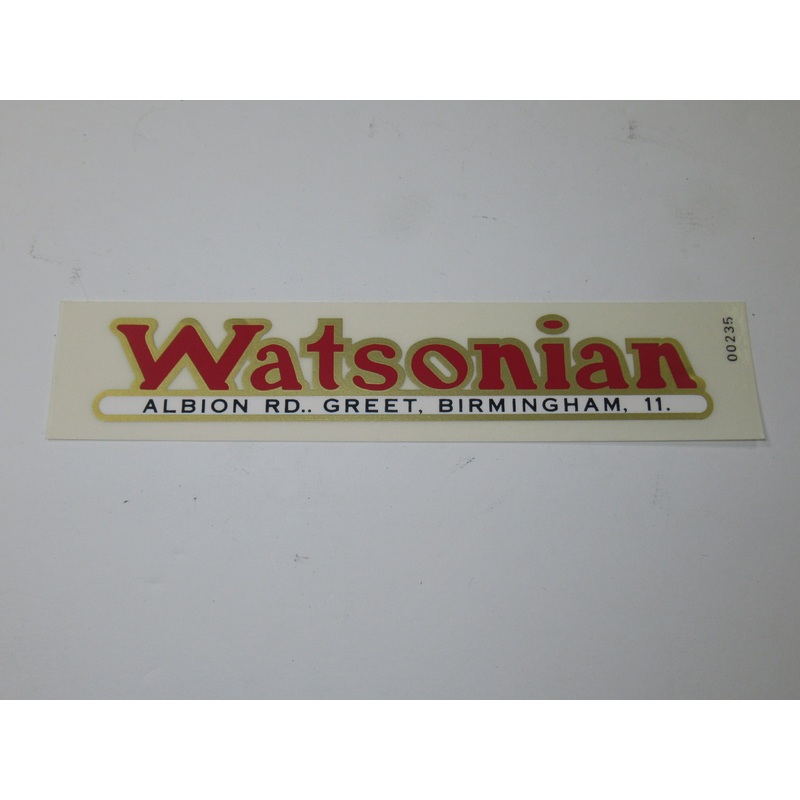 Watsonian
ALBION RD.. GREET, BIRMINGHAM, 11.
00235